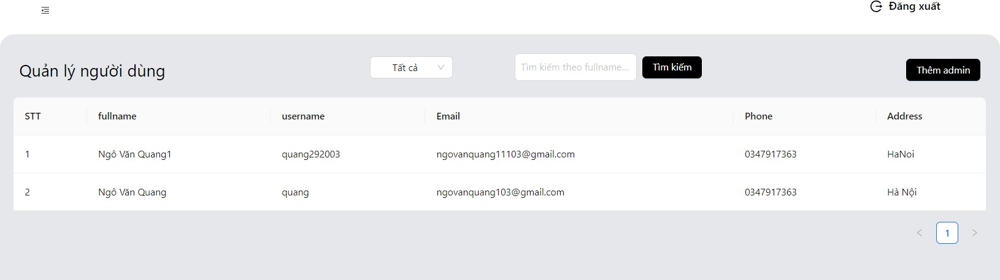 Đăng xuất
Quản lý người dùng Tất cả Tìm kiếm theo fullname... Tìm kiếm Thêm admin
STT fullname username Email Phone Address
1 Ngô Văn Quang1 quang292003 ngovanquang11103@gmail.com 0347917363 HaNoi
2 Ngô Văn Quang quang ngovanquang103@gmail.com 0347917363 Hà Nội
1